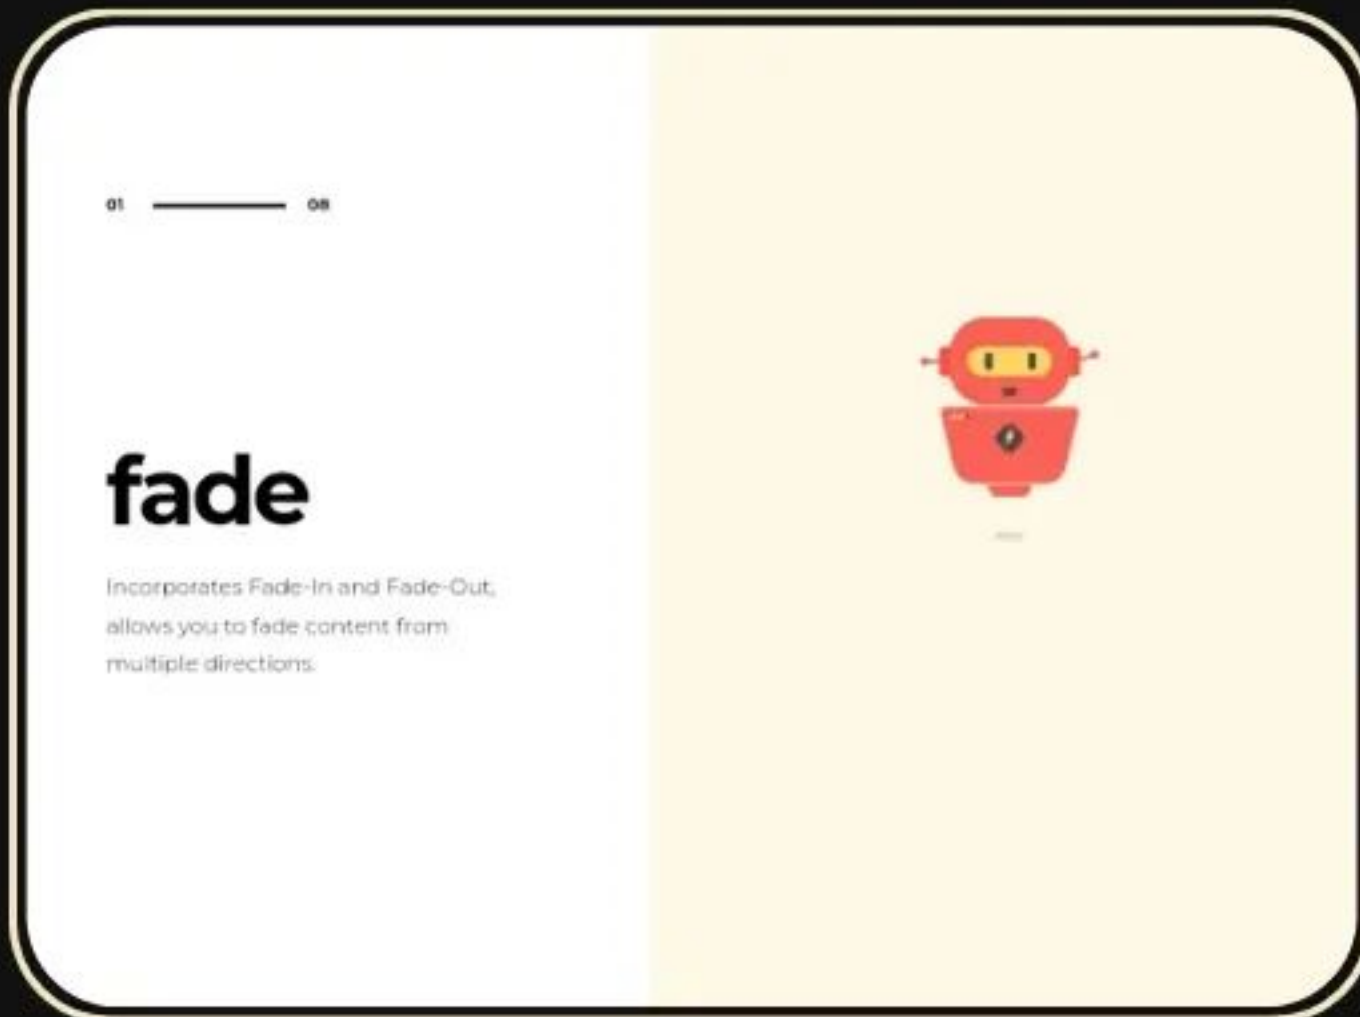 01 08
fade
Incorporates Fade-In and Fade-Out,
allows you to fade content from
multiple directions.